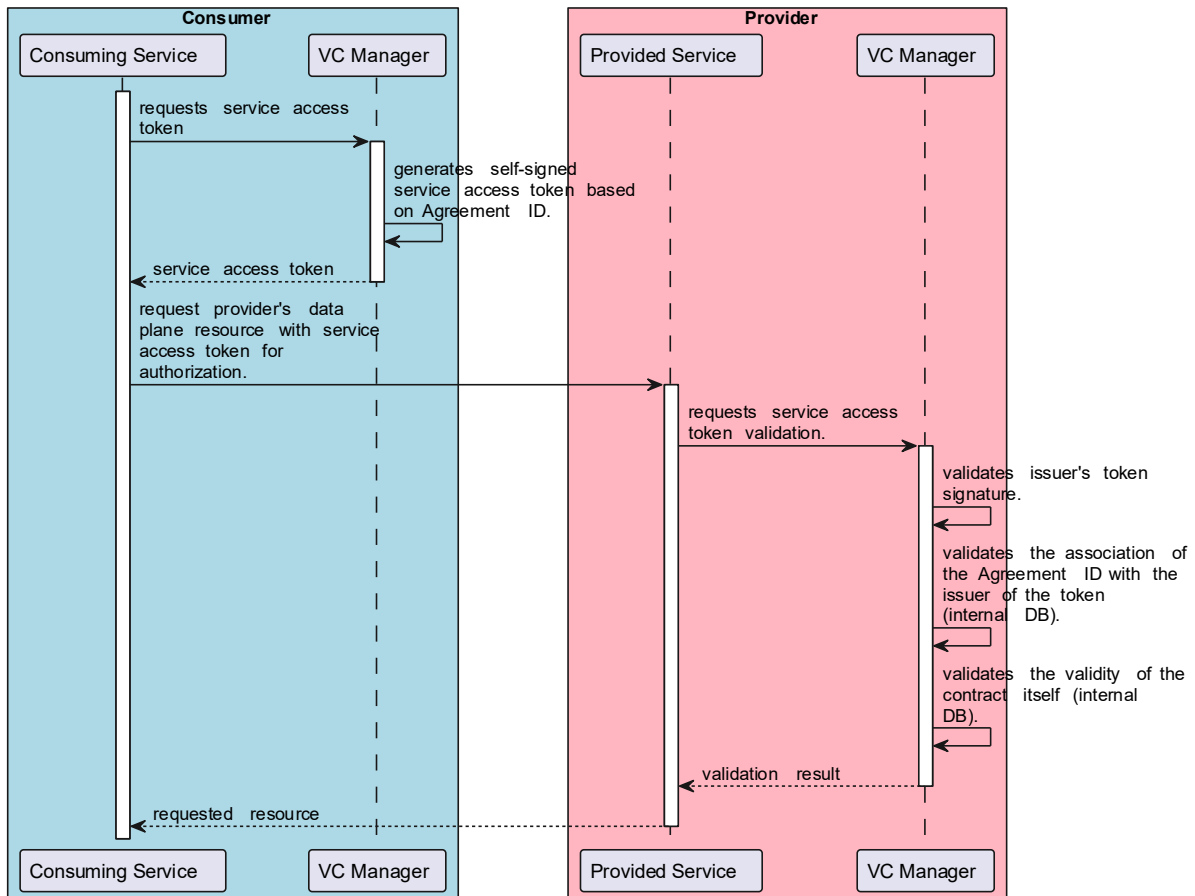 Consumer
Provider
Consuming Service
VC Manager
Provided Service
VC Manager
requests service access
token
generates self-signed
service access token based
on Agreement ID.
service access token
request provider's data
plane resource with service
access token for
authorization.
requests service access
token validation.
validates issuer's token
signature.
validates the association of
the Agreement ID with the
issuer of the token
(internal DB).
validates the validity of the
contract itself (internal
DB).
validation result
requested resource
Consuming Service
VC Manager
Provided Service
VC Manager